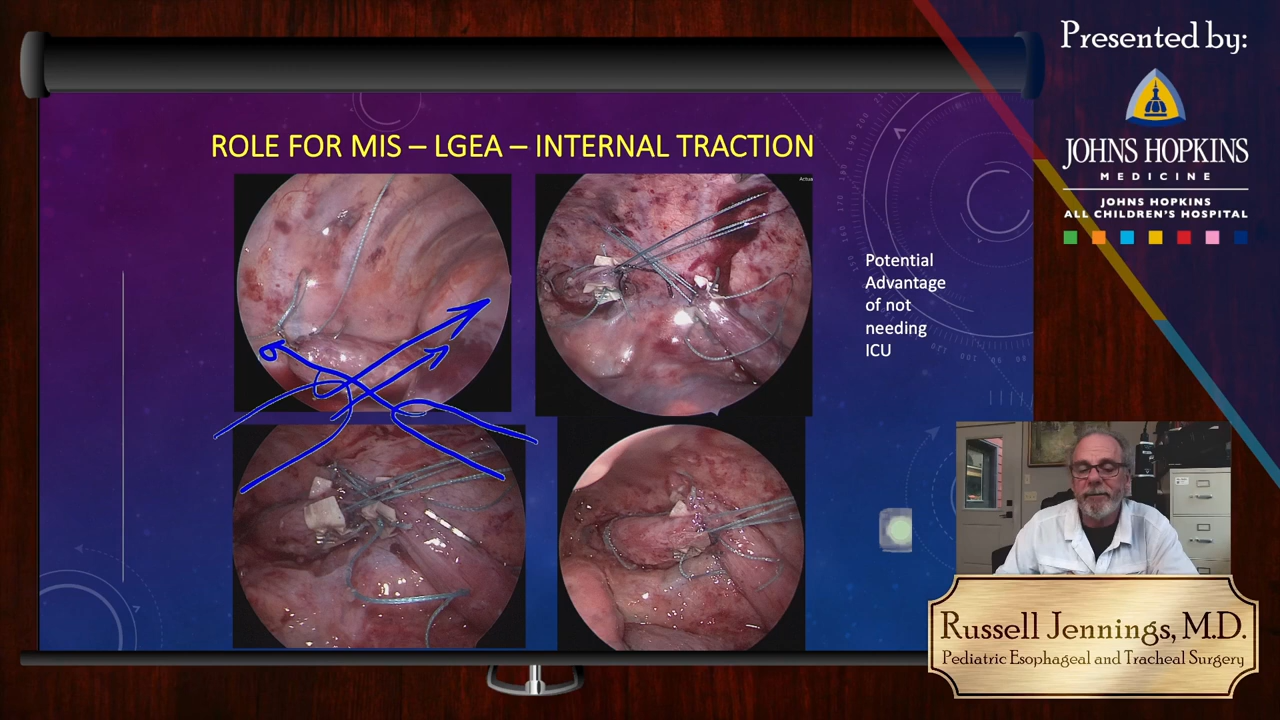 Presented by:
JOHNS HOPKINS
MEDICINE
JOHNS HOPKINS
ALL CHILDREN'S HOSPITAL
ROLE FOR MIS – LGEA – INTERNAL TRACTION
Potential
Advantage
of not
needing
ICU
Russell Jennings, M.D.
Pediatric Esophageal and Tracheal Surgery